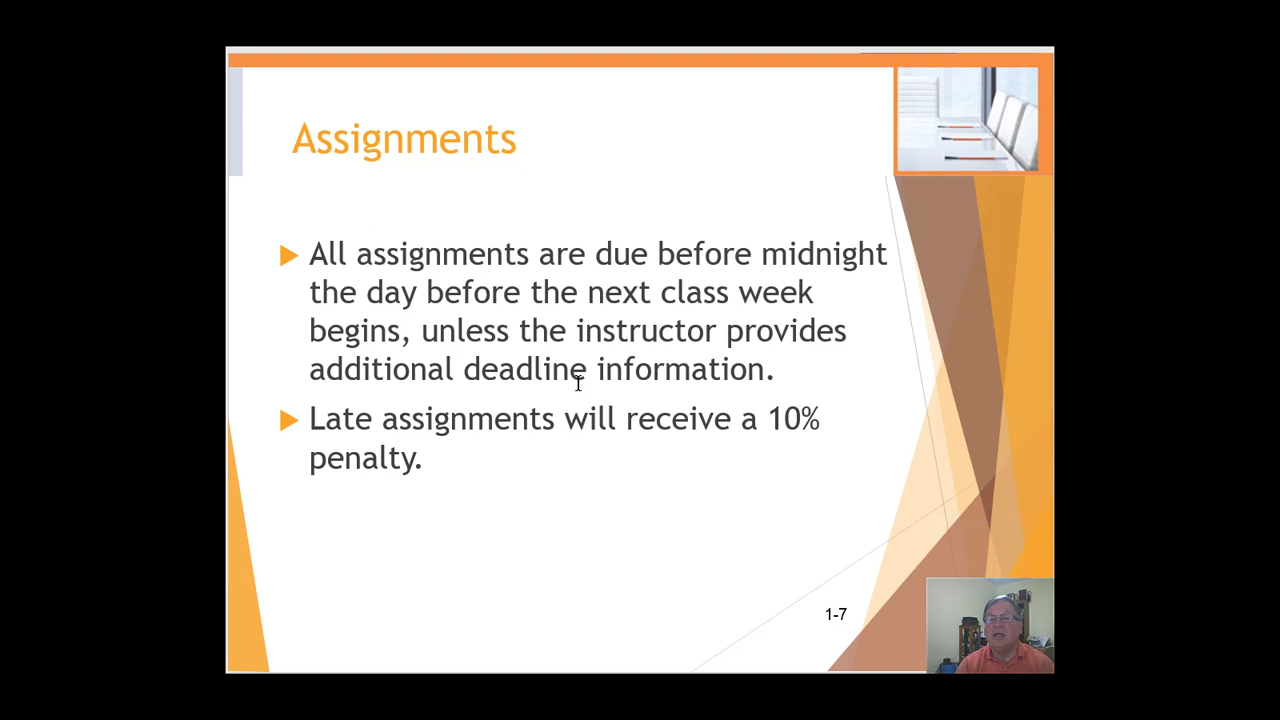 Assignments
All assignments are due before midnight
the day before the next class week
begins, unless the instructor provides
additional deadline information.
Late assignments will receive a 10%
penalty.
1-7